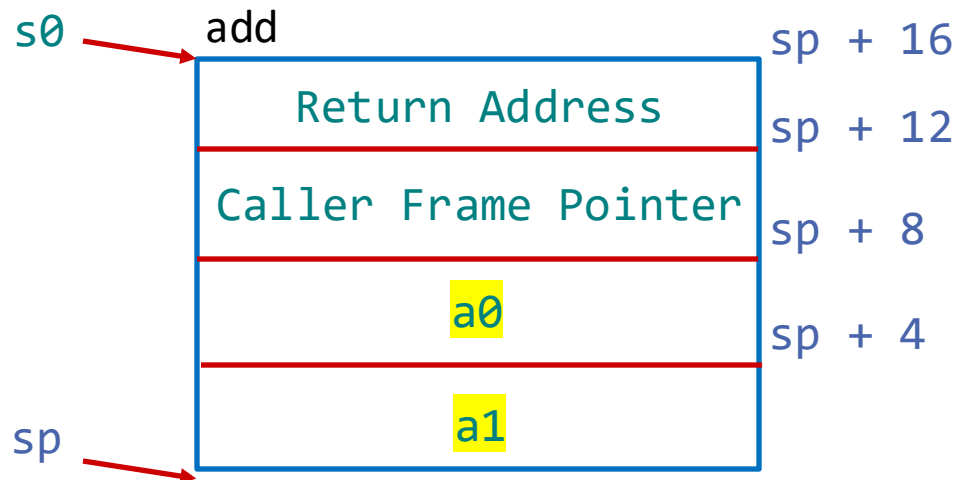 s0
add
sp + 16
Return Address
sp + 12
Caller Frame Pointer
sp + 8
a0
sp + 4
a1
sp